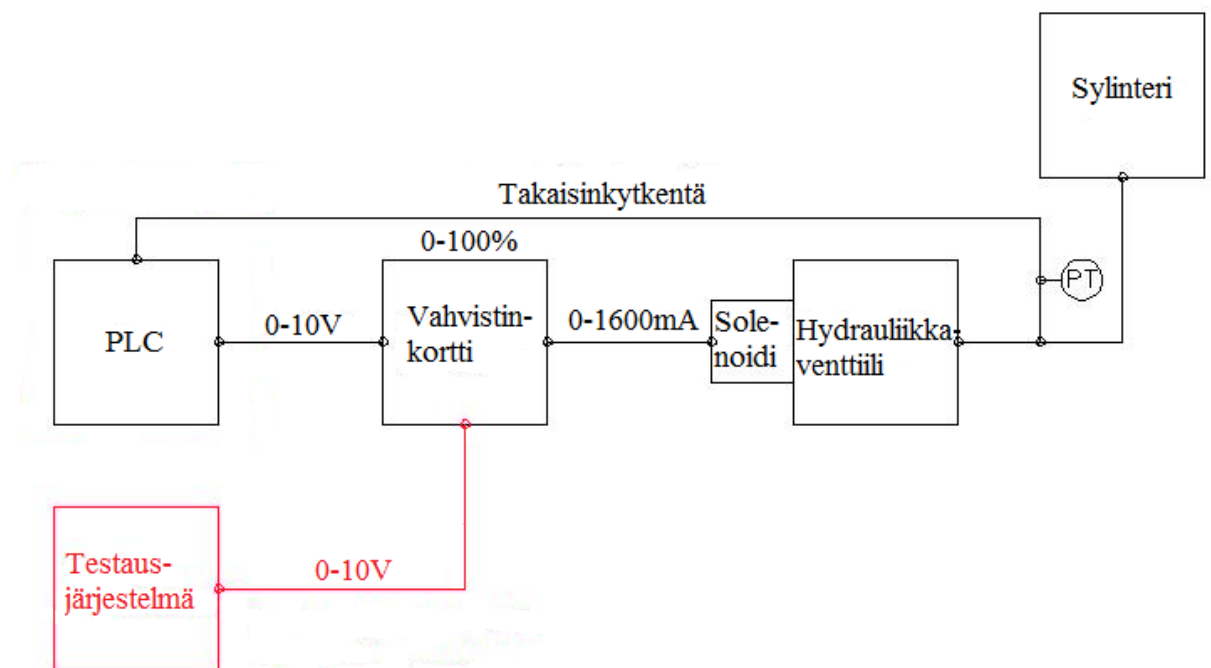 Sylinteri
Takaisinkytkentä
0-100%
PLC
0-10V
Vahvistin-
kortti
0-1600mA
Sole-
noidi
Hydrauliikka-
venttiili
PT
Testaus-
järjestelmä
0-10V